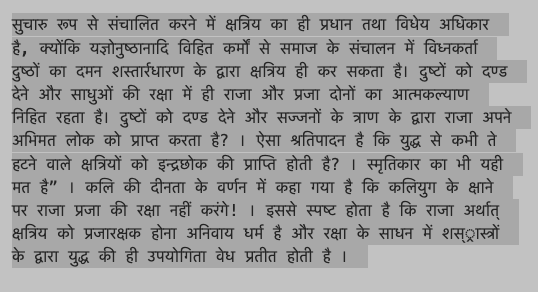 सुचारु रूप से संचालित करने में क्षत्रिय का ही प्रधान तथा विधेय अधिकार
है, क्योंकि यज्ञोनुष्ठानादि विहित कर्मों से समाज के संचालन में विध्नकर्ता
दुष्ठों का दमन शस्तार्रधारण के द्वारा क्षत्रिय ही कर सकता है। दुष्टों को दण्ड
देने और साधुओं की रक्षा में ही राजा और प्रजा दोनों का आत्मकल्याण
निहित रहता है। दुष्टों को दण्ड देने और सज्जनों के त्राण के द्वारा राजा अपने
अभिमत लोक को प्राप्त करता है? । ऐसा श्रतिपादन है कि युद्ध से कभी ते
हटने वाले क्षत्रियों को इन्द्रछोक की प्राप्ति होती है? । स्मृतिकार का भी यही
मत है” । कलि की दीनता के वर्णन में कहा गया है कि कलियुग के क्षाने
पर राजा प्रजा की रक्षा नहीं करंगे! । इससे स्पष्ट होता है कि राजा अर्थात्
क्षत्रिय को प्रजारक्षक होना अनिवाय धर्म है और रक्षा के साधन में शस््रास्त्रों
के द्वारा युद्ध की ही उपयोगिता वेध प्रतीत होती है ।